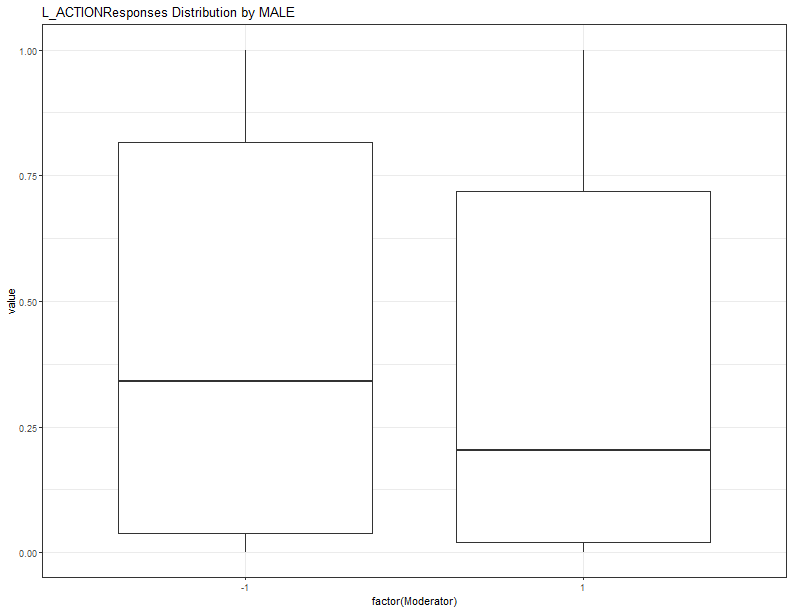 L_ACTIONResponses Distribution by MALE
1.00
0.75
0.50
0.25
0.00
value
-1
1
factor(Moderator)